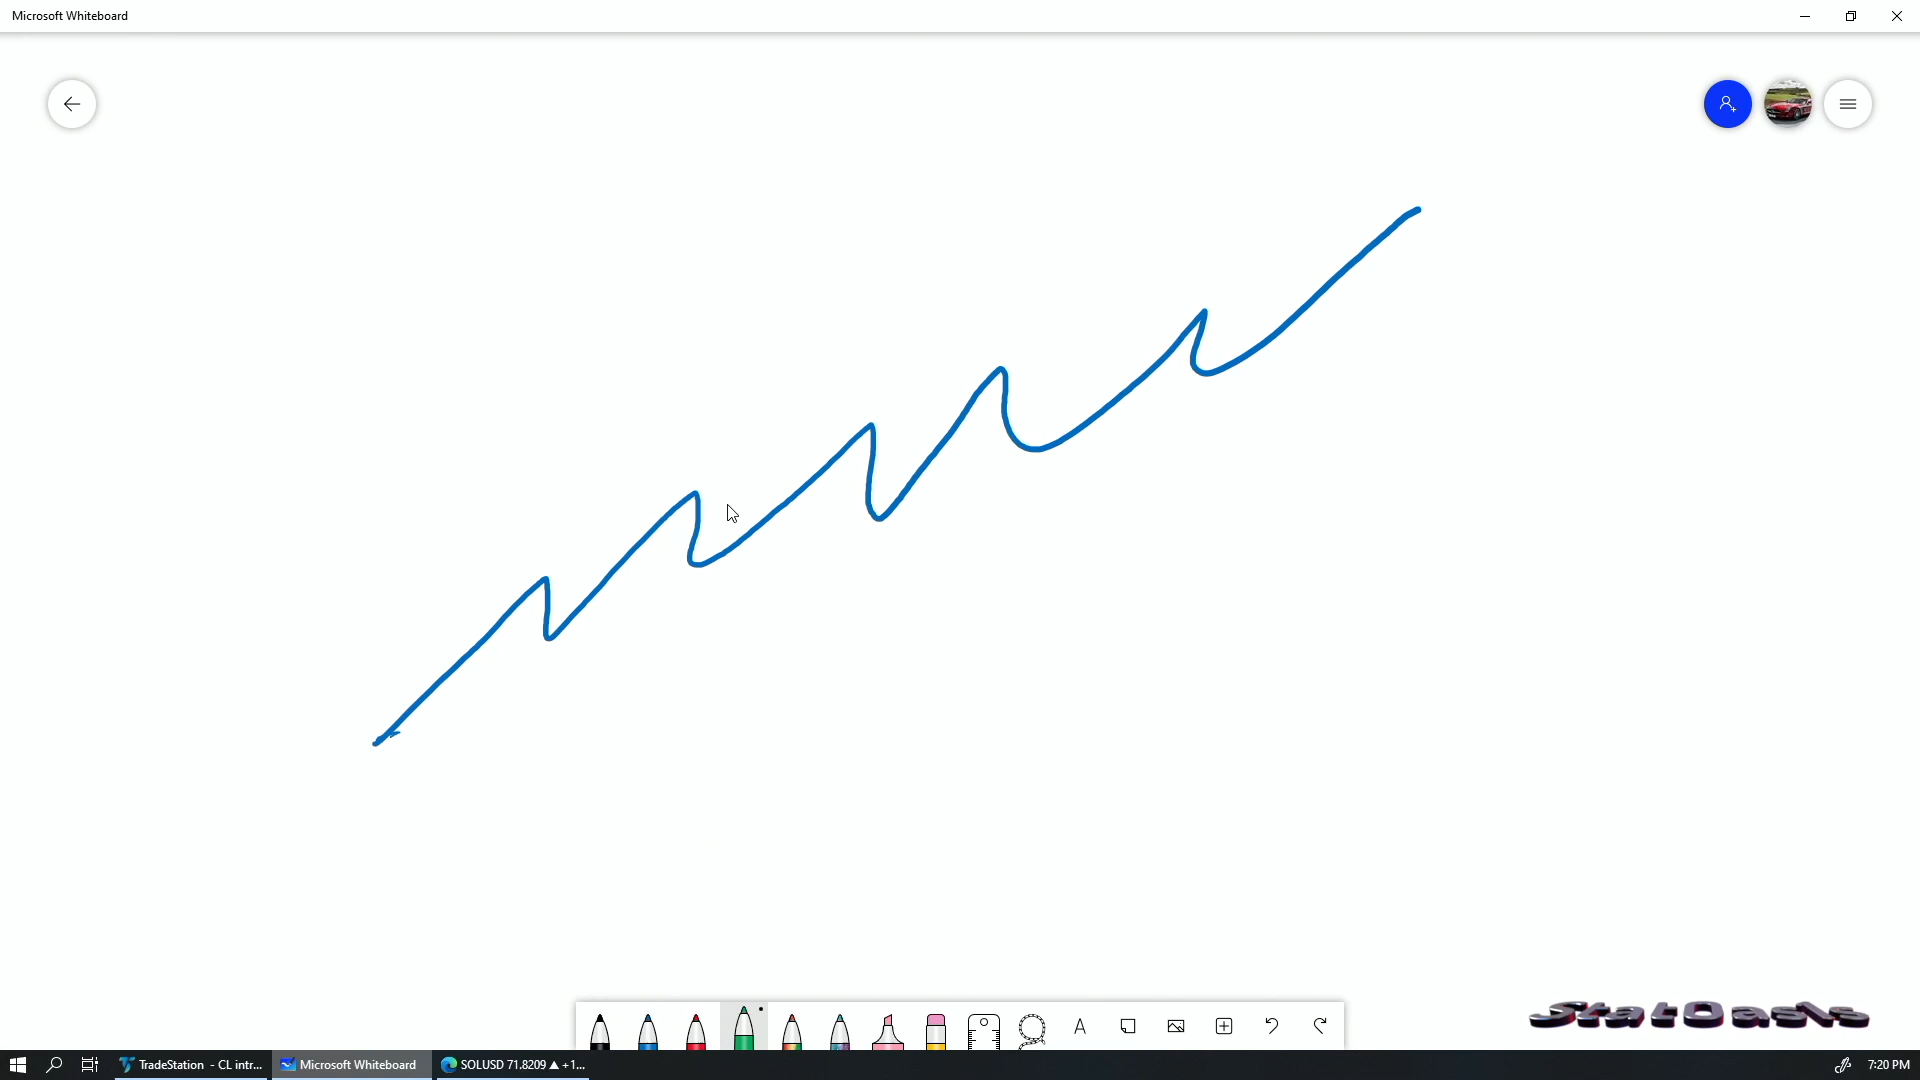 Microsoft Whiteboard
A
StatOasis
TradeStation - CL intr...
Microsoft Whiteboard
SOLUSD 71,8209 ▲ +1...
7:20 PM